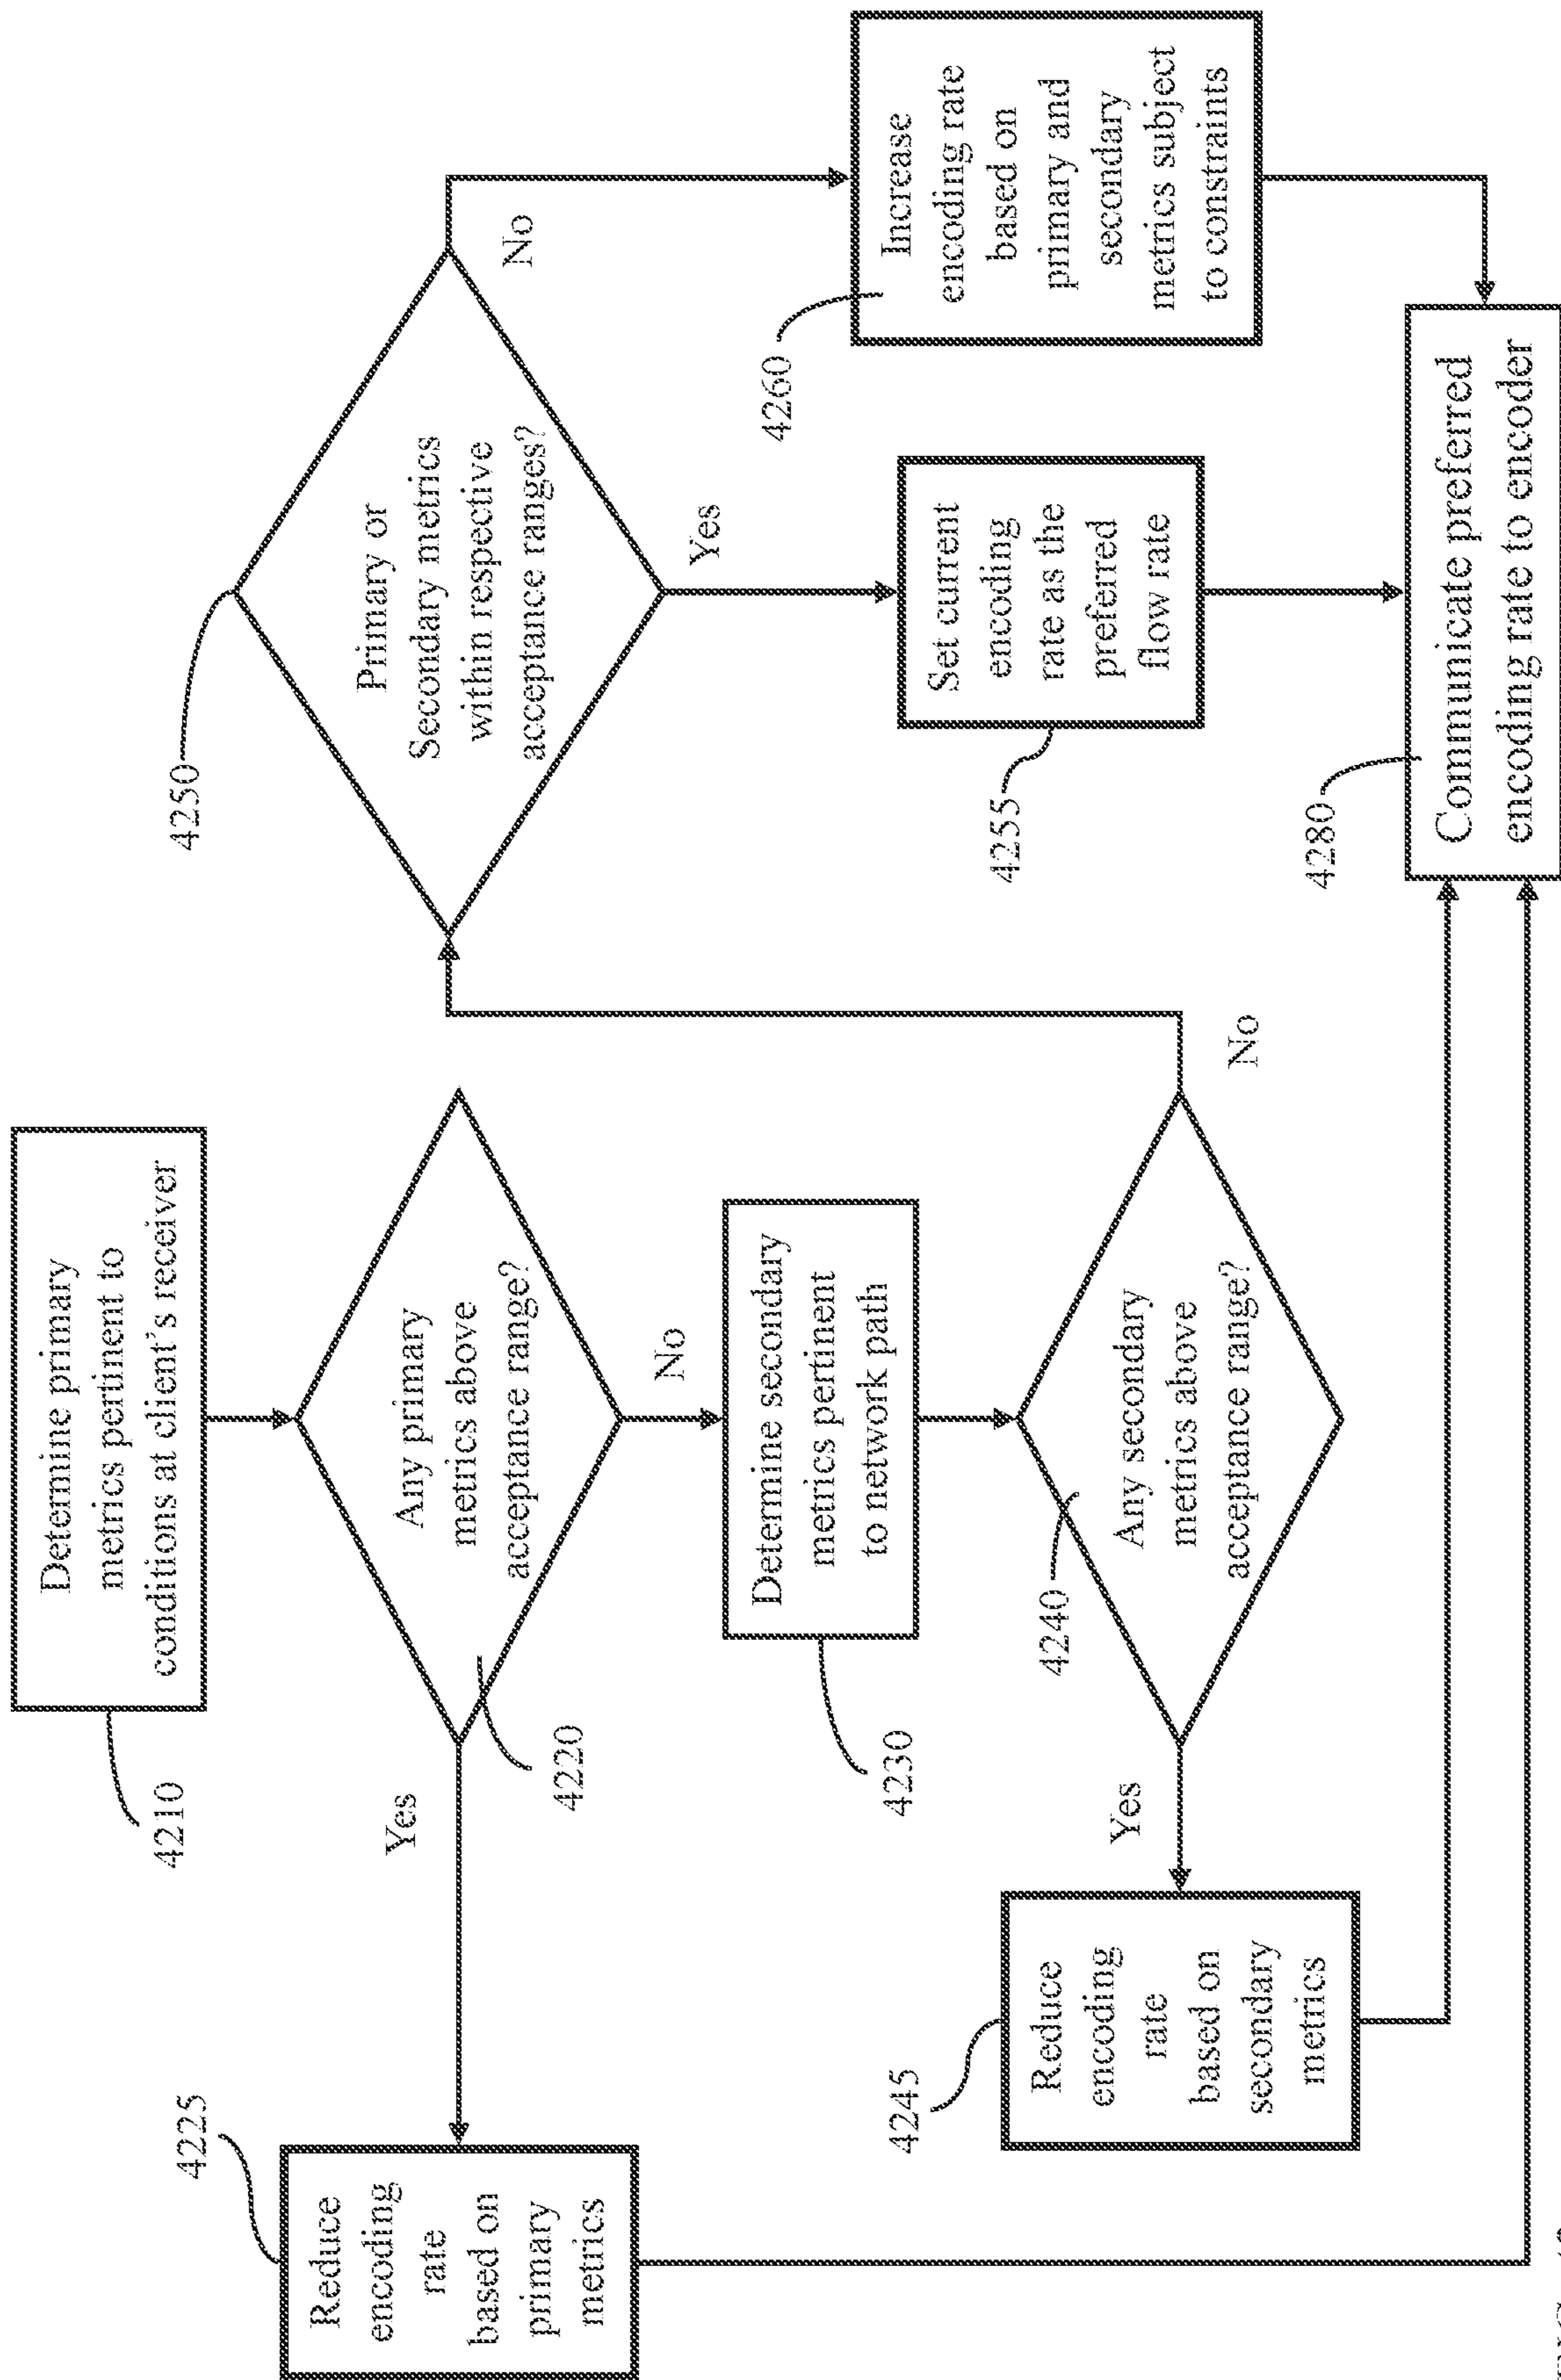 Determine primary
metrics pertinent to
conditions at client's receiver
4210
Any primary
metrics above
acceptance range?
4220
Yes
No
4225
Reduce
encoding
rate
based on
primary
metrics
Determine secondary
metrics pertinent
to network path
4230
4240
Any secondary
metrics above
acceptance range?
Yes
No
4245
Reduce
encoding
rate
based on
secondary
metrics
4250
Primary or
Secondary metrics
within respective
acceptance ranges?
No
Yes
4255
Set current
encoding
rate as the
preferred
flow rate
4260
Increase
encoding rate
based on
primary and
secondary
metrics subject
to constraints
4280
Communicate preferred
encoding rate to encoder